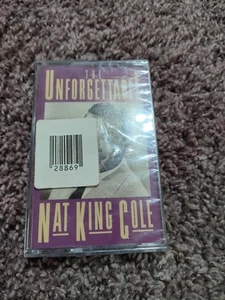 THE
UNFORGETTABLE
28869
NAT KING COLE